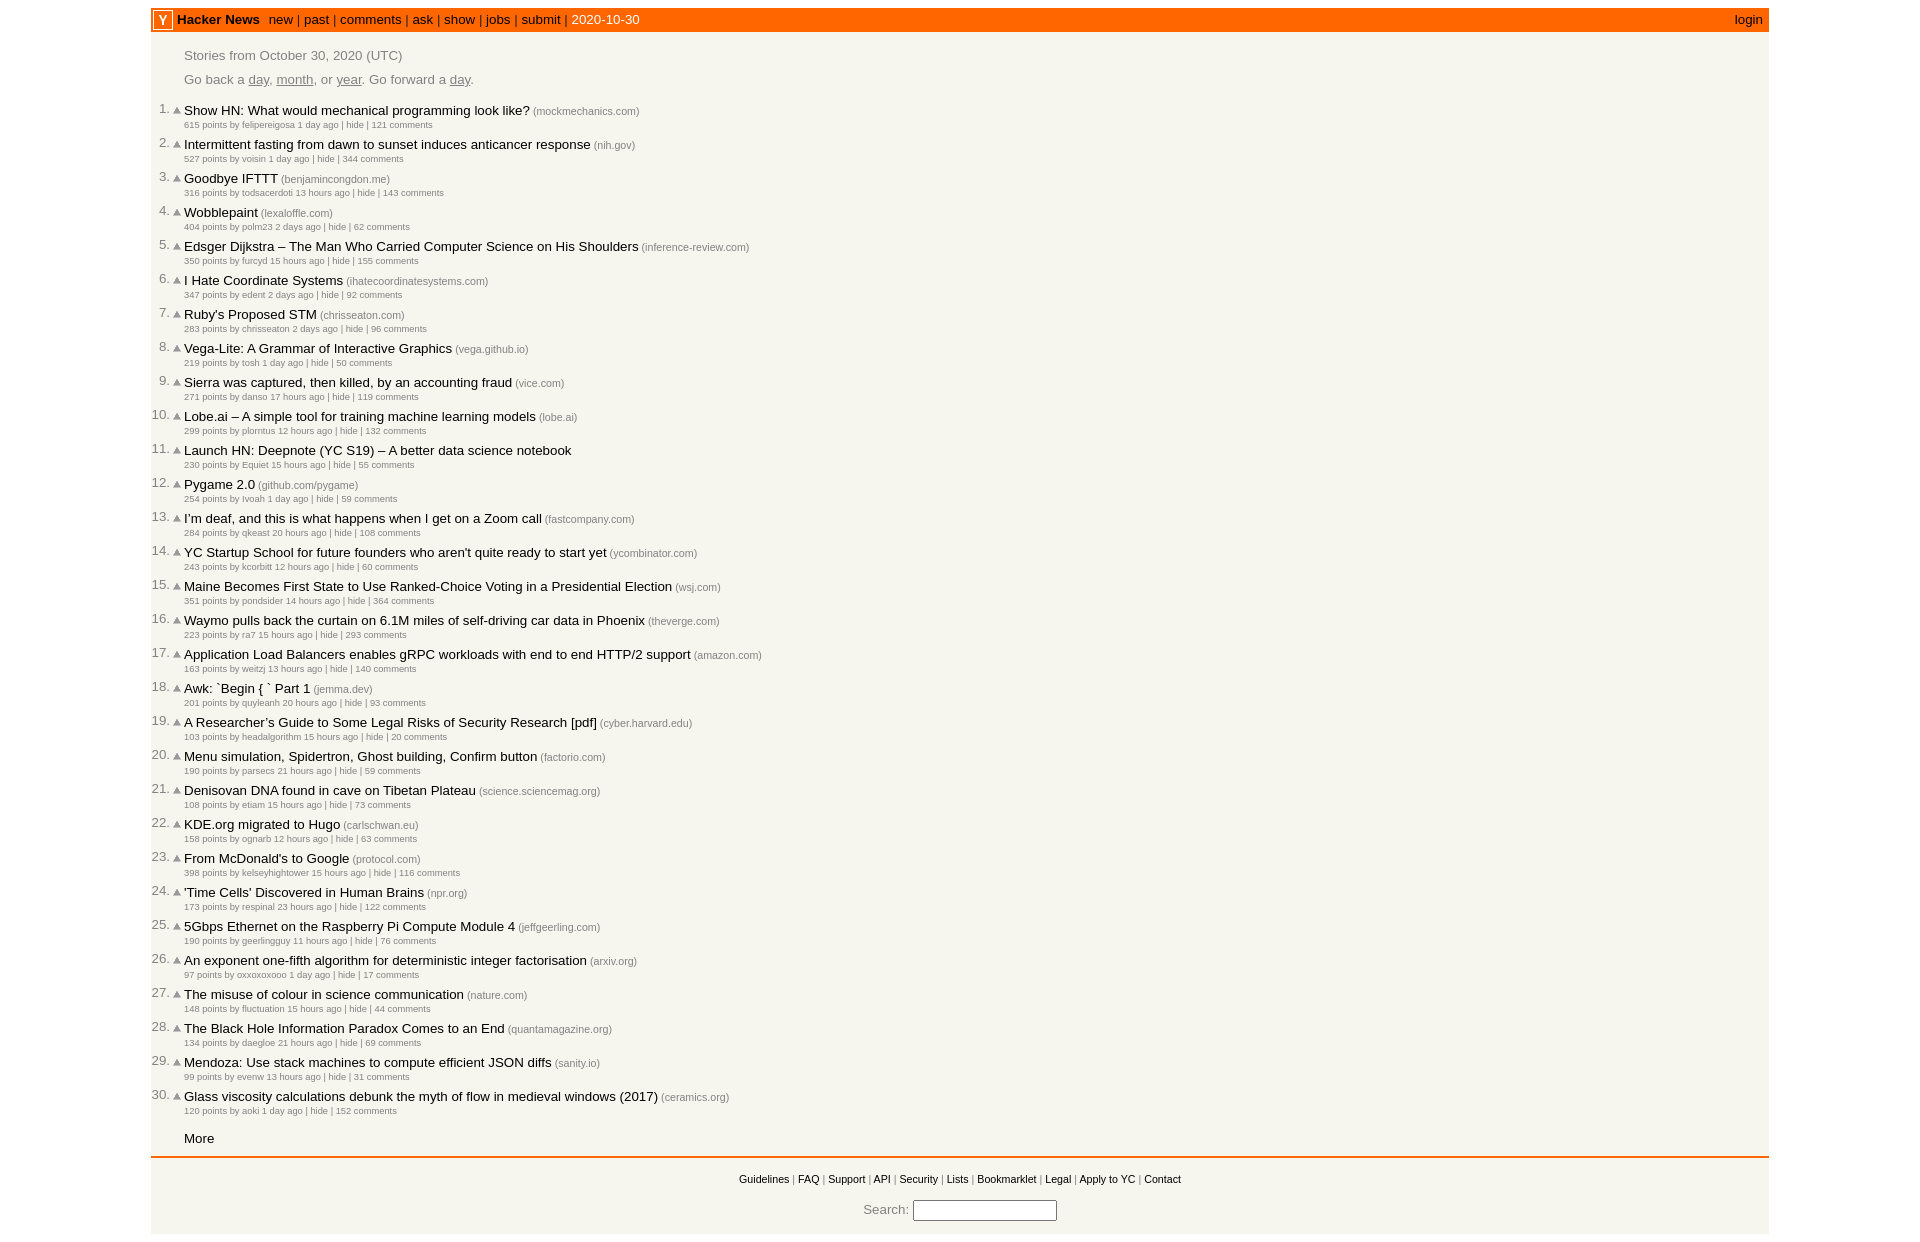 Y Hacker News new | past | comments | ask | show | jobs | submit | 2020-10-30 login
Stories from October 30, 2020 (UTC)
Go back a day, month, or year. Go forward a day.
1. Show HN: What would mechanical programming look like? (mockmechanics.com)
615 points by felipereigosa 1 day ago | hide | 121 comments
2. Intermittent fasting from dawn to sunset induces anticancer response (nih.gov)
527 points by voisin 1 day ago | hide | 344 comments
3. Goodbye IFTTT (benjamincongdon.me)
316 points by todsacerdoti 13 hours ago | hide | 143 comments
4. Wobblepaint (lexaloffle.com)
404 points by polm23 2 days ago | hide | 62 comments
5. Edsger Dijkstra – The Man Who Carried Computer Science on His Shoulders (inference-review.com)
350 points by furcyd 15 hours ago | hide | 155 comments
6. I Hate Coordinate Systems (ihatecoordinatesystems.com)
347 points by edent 2 days ago | hide | 92 comments
7. Ruby's Proposed STM (chrisseaton.com)
283 points by chrisseaton 2 days ago | hide | 96 comments
8. Vega-Lite: A Grammar of Interactive Graphics (vega.github.io)
219 points by tosh 1 day ago | hide | 50 comments
9. Sierra was captured, then killed, by an accounting fraud (vice.com)
271 points by danso 17 hours ago | hide | 119 comments
10. Lobe.ai – A simple tool for training machine learning models (lobe.ai)
299 points by plorntus 12 hours ago | hide | 132 comments
11. Launch HN: Deepnote (YC S19) – A better data science notebook
230 points by Equiet 15 hours ago | hide | 55 comments
12. Pygame 2.0 (github.com/pygame)
254 points by Ivoah 1 day ago | hide | 59 comments
13. I’m deaf, and this is what happens when I get on a Zoom call (fastcompany.com)
284 points by qkeast 20 hours ago | hide | 108 comments
14. YC Startup School for future founders who aren't quite ready to start yet (ycombinator.com)
243 points by kcorbitt 12 hours ago | hide | 60 comments
15. Maine Becomes First State to Use Ranked-Choice Voting in a Presidential Election (wsj.com)
351 points by pondsider 14 hours ago | hide | 364 comments
16. Waymo pulls back the curtain on 6.1M miles of self-driving car data in Phoenix (theverge.com)
223 points by ra7 15 hours ago | hide | 293 comments
17. Application Load Balancers enables gRPC workloads with end to end HTTP/2 support (amazon.com)
163 points by weitzj 13 hours ago | hide | 140 comments
18. Awk: `Begin { ` Part 1 (jemma.dev)
201 points by quyleanh 20 hours ago | hide | 93 comments
19. A Researcher’s Guide to Some Legal Risks of Security Research [pdf] (cyber.harvard.edu)
103 points by headalgorithm 15 hours ago | hide | 20 comments
20. Menu simulation, Spidertron, Ghost building, Confirm button (factorio.com)
190 points by parsecs 21 hours ago | hide | 59 comments
21. Denisovan DNA found in cave on Tibetan Plateau (science.sciencemag.org)
108 points by etiam 15 hours ago | hide | 73 comments
22. KDE.org migrated to Hugo (carlschwan.eu)
158 points by ognarb 12 hours ago | hide | 63 comments
23. From McDonald's to Google (protocol.com)
398 points by kelseyhightower 15 hours ago | hide | 116 comments
24. 'Time Cells' Discovered in Human Brains (npr.org)
173 points by respinal 23 hours ago | hide | 122 comments
25. 5Gbps Ethernet on the Raspberry Pi Compute Module 4 (jeffgeerling.com)
190 points by geerlingguy 11 hours ago | hide | 76 comments
26. An exponent one-fifth algorithm for deterministic integer factorisation (arxiv.org)
97 points by oxxoxoxooo 1 day ago | hide | 17 comments
27. The misuse of colour in science communication (nature.com)
148 points by fluctuation 15 hours ago | hide | 44 comments
28. The Black Hole Information Paradox Comes to an End (quantamagazine.org)
134 points by daegloe 21 hours ago | hide | 69 comments
29. Mendoza: Use stack machines to compute efficient JSON diffs (sanity.io)
99 points by evenw 13 hours ago | hide | 31 comments
30. Glass viscosity calculations debunk the myth of flow in medieval windows (2017) (ceramics.org)
120 points by aoki 1 day ago | hide | 152 comments
More
Guidelines | FAQ | Support | API | Security | Lists | Bookmarklet | Legal | Apply to YC | Contact
Search: